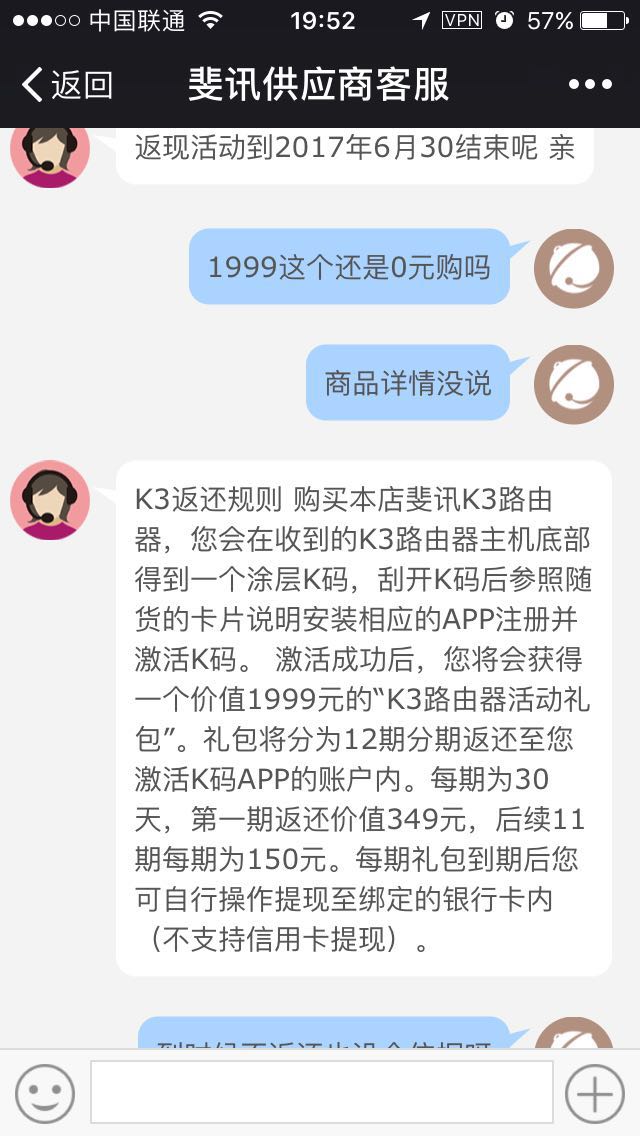 中国联通 19:52 VPN 57%
返回 斐讯供应商客服
返现活动到2017年6月30结束呢 亲
1999这个还是0元购吗
商品详情没说
K3返还规则 购买本店斐讯K3路由
器，您会在收到的K3路由器主机底部
得到一个涂层K码，刮开K码后参照随
货的卡片说明安装相应的APP注册并
激活K码。 激活成功后，您将会获得
一个价值1999元的“K3路由器活动礼
包”。礼包将分为12期分期返还至您
激活K码APP的账户内。每期为30
天，第一期返还价值349元，后续11
期每期为150元。每期礼包到期后您
可自行操作提现至绑定的银行卡内
（不支持信用卡提现）。